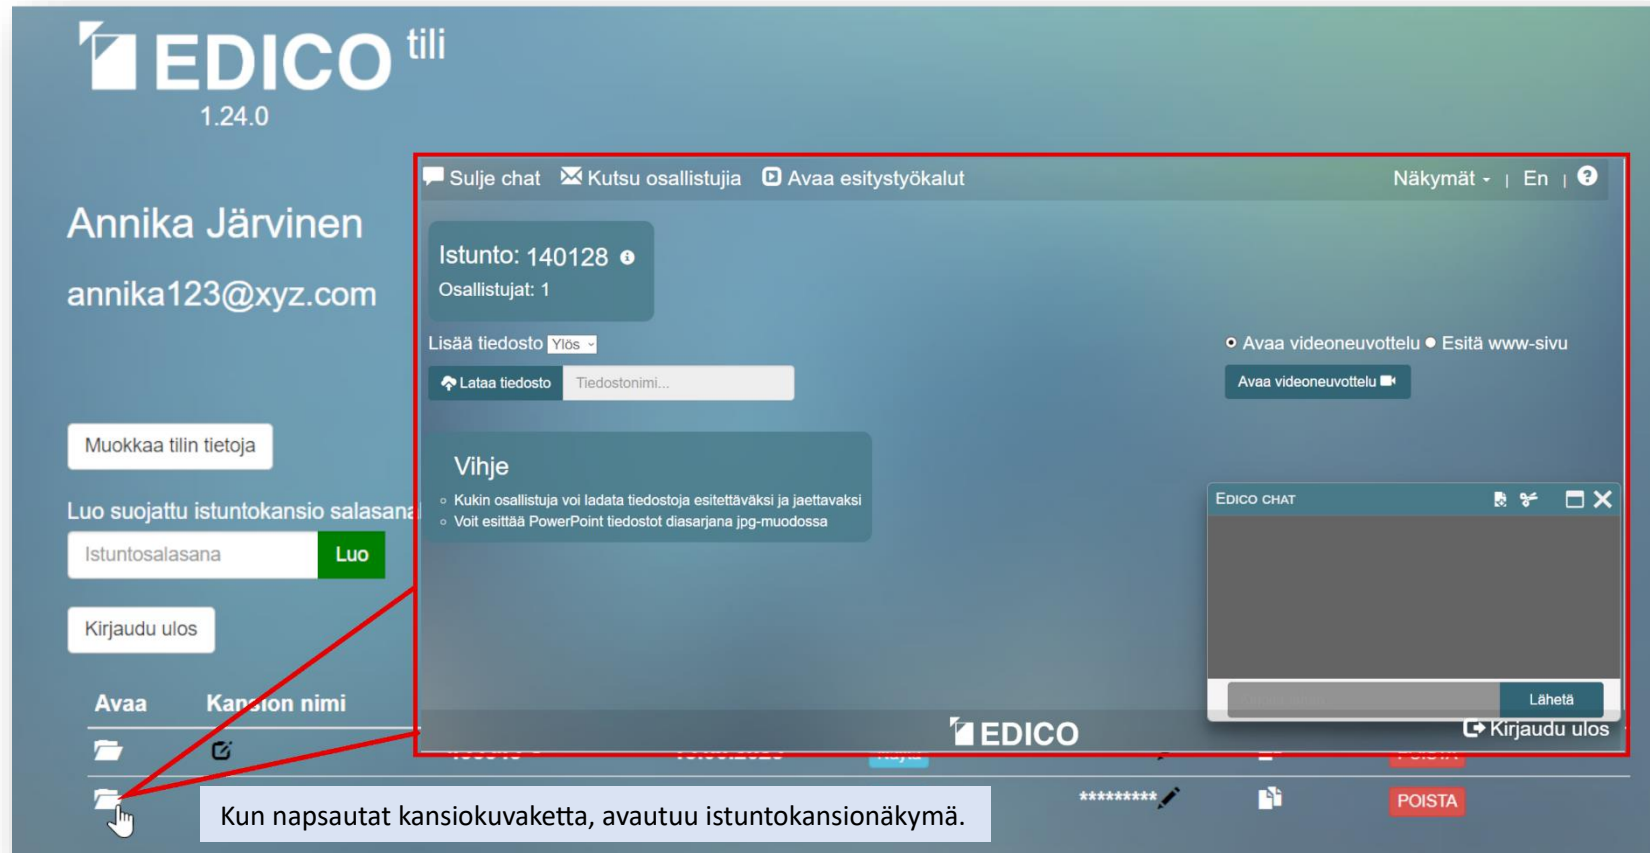 EDICO tili
1.24.0
Annika Järvinen
annika123@xyz.com
Muokkaa tilin tietoja
Luo suojattu istuntokansio
Istuntosalasana Luo
Kirjaudu ulos
Avaa Kansion nimi
Sulje chat Kutsu osallistujia Avaa esitystyökalut Näkymät | En |
Istunto: 140128
Osallistujat: 1
Lisää tiedosto Ylös
Avaa videoneuvottelu Esitä www-sivu
Lataa tiedosto Tiedostonimi...
Avaa videoneuvottelu
Vihje
Kukin osallistuja voi ladata tiedostoja esitettäväksi ja jaettavaksi
Voit esittää PowerPoint tiedostot diasarjana jpg-muodossa
EDICO CHAT
Lähetä
EDICO
Kirjaudu ulos
********* POISTA
Kun napsautat kansiokuvaketta, avautuu istuntokansionäkymä.